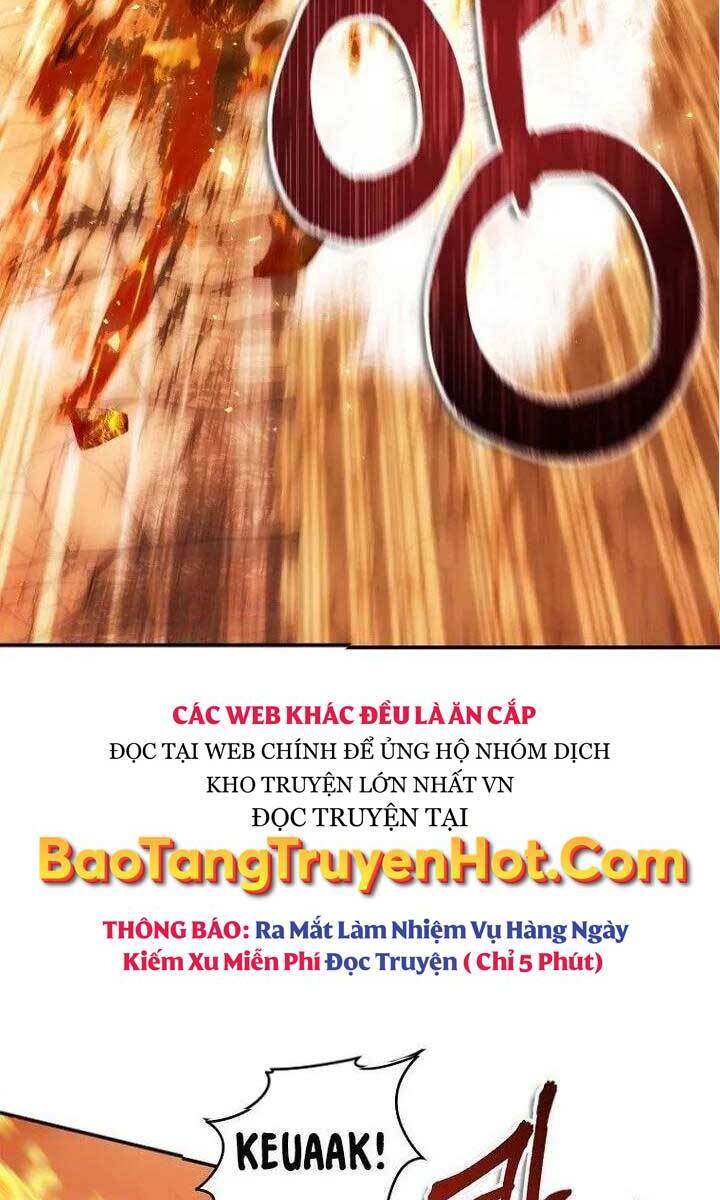 CÁC WEB KHÁC ĐỀU LÀ ĂN CẮP
ĐỌC TẠI WEB CHÍNH ĐỂ ỦNG HỘ NHÓM DỊCH
KHO TRUYỆN LỚN NHẤT VN
ĐỌC TRUYỆN TẠI
BaoTangTruyenHot.Com
THÔNG BÁO: Ra Mắt Làm Nhiệm Vụ Hàng Ngày
Kiếm Xu Miễn Phí Đọc Truyện ( Chỉ 5 Phút)
KEUAAK!